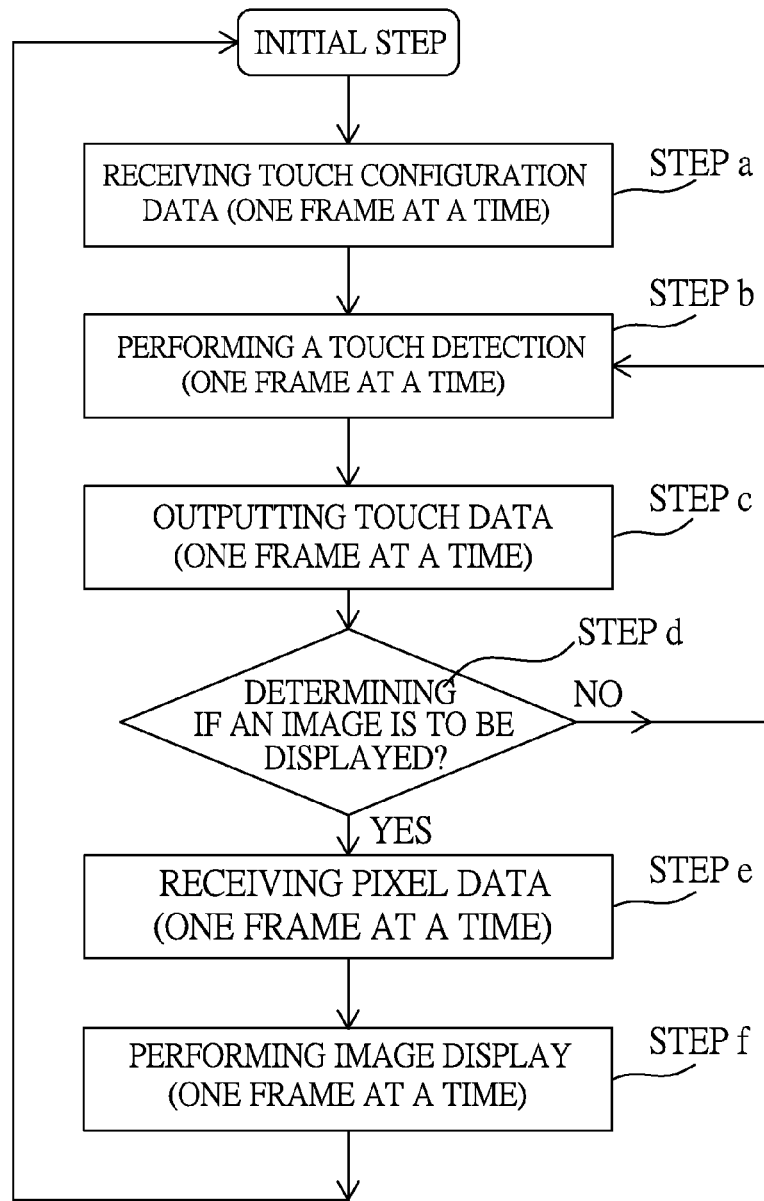 INITIAL STEP
RECEIVING TOUCH CONFIGURATION
DATA (ONE FRAME AT A TIME)
STEP a
STEP b
PERFORMING A TOUCH DETECTION
(ONE FRAME AT A TIME)
OUTPUTTING TOUCH DATA
(ONE FRAME AT A TIME)
STEP c
STEP d
DETERMINING
IF AN IMAGE IS TO BE
DISPLAYED?
NO
YES
RECEIVING PIXEL DATA
(ONE FRAME AT A TIME)
STEP e
PERFORMING IMAGE DISPLAY
(ONE FRAME AT A TIME)
STEP f